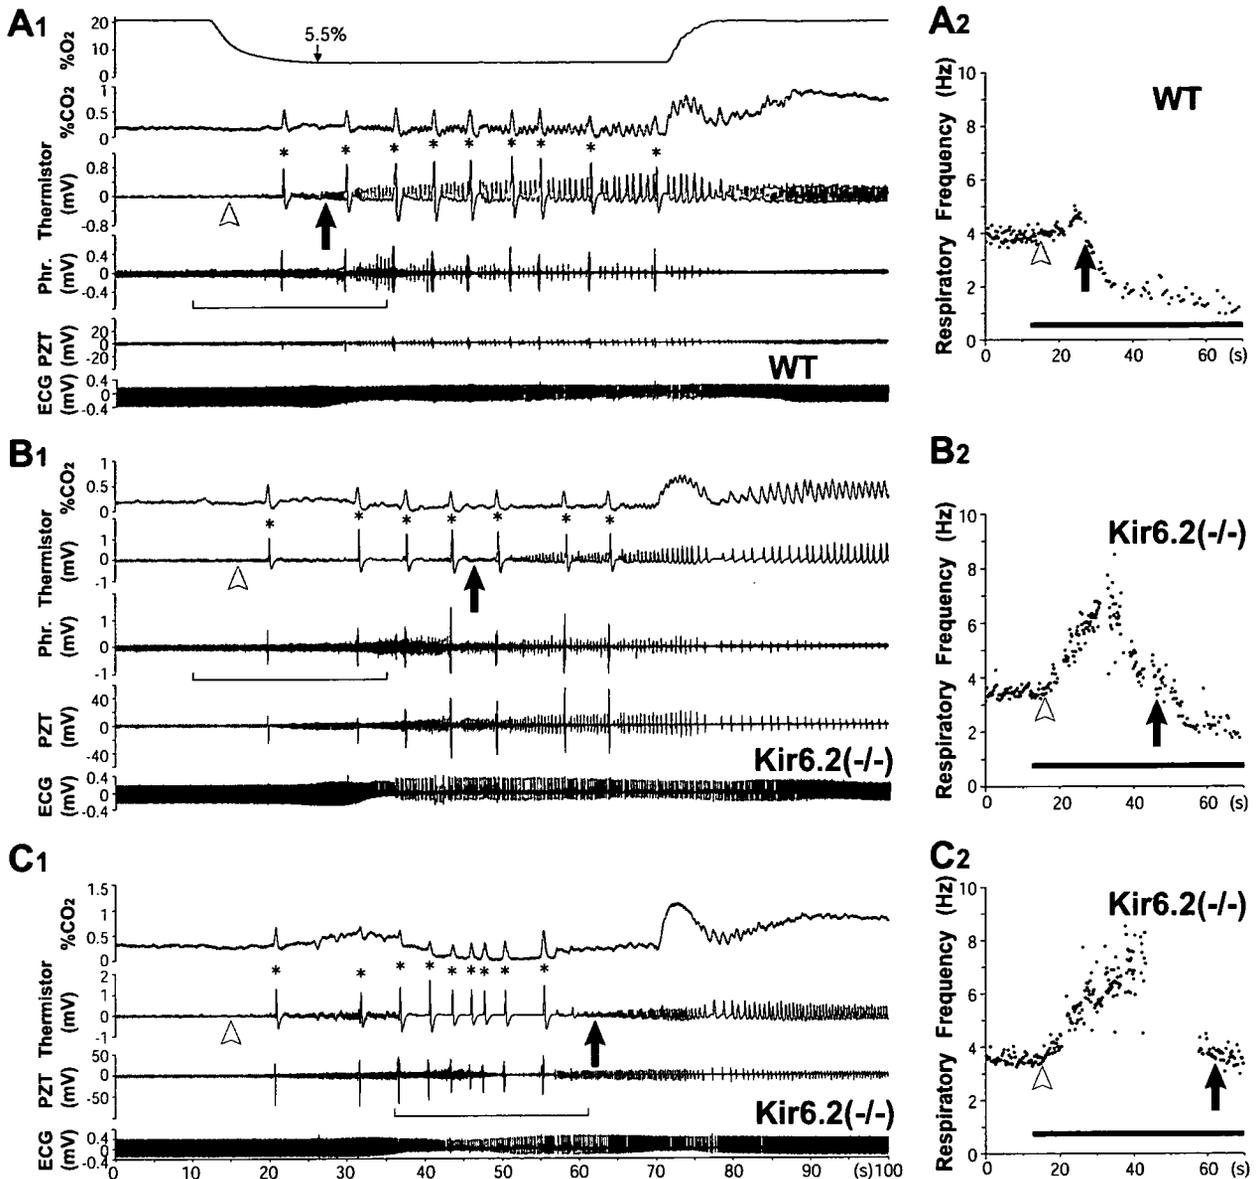 A1
%O2
20
10
0
5.5%
%CO2
1
0.5
0
* * * * * * * * *
Thermistor
(mV)
0.8
0
-0.8
Phr.
(mV)
0.4
0
-0.4
PZT
(mV)
20
0
-20
WT
ECG
(mV)
0.4
0
-0.4
A2
WT
Respiratory Frequency (Hz)
10
8
6
4
2
0
0 20 40 60 (s)
B1
%CO2
1
0.5
0
* * * * * * *
Thermistor
(mV)
1
0
-1
Phr.
(mV)
1
0
-1
PZT
(mV)
40
0
-40
Kir6.2(-/-)
ECG
(mV)
0.4
0
-0.4
B2
Kir6.2(-/-)
Respiratory Frequency (Hz)
10
8
6
4
2
0
0 20 40 60 (s)
C1
%CO2
1.5
1
0.5
0
* * * * * * * * *
Thermistor
(mV)
2
1
0
-1
PZT
(mV)
50
0
-50
Kir6.2(-/-)
ECG
(mV)
0.4
0
-0.4
0 10 20 30 40 50 60 70 80 90 (s)100
C2
Kir6.2(-/-)
Respiratory Frequency (Hz)
10
8
6
4
2
0
0 20 40 60 (s)